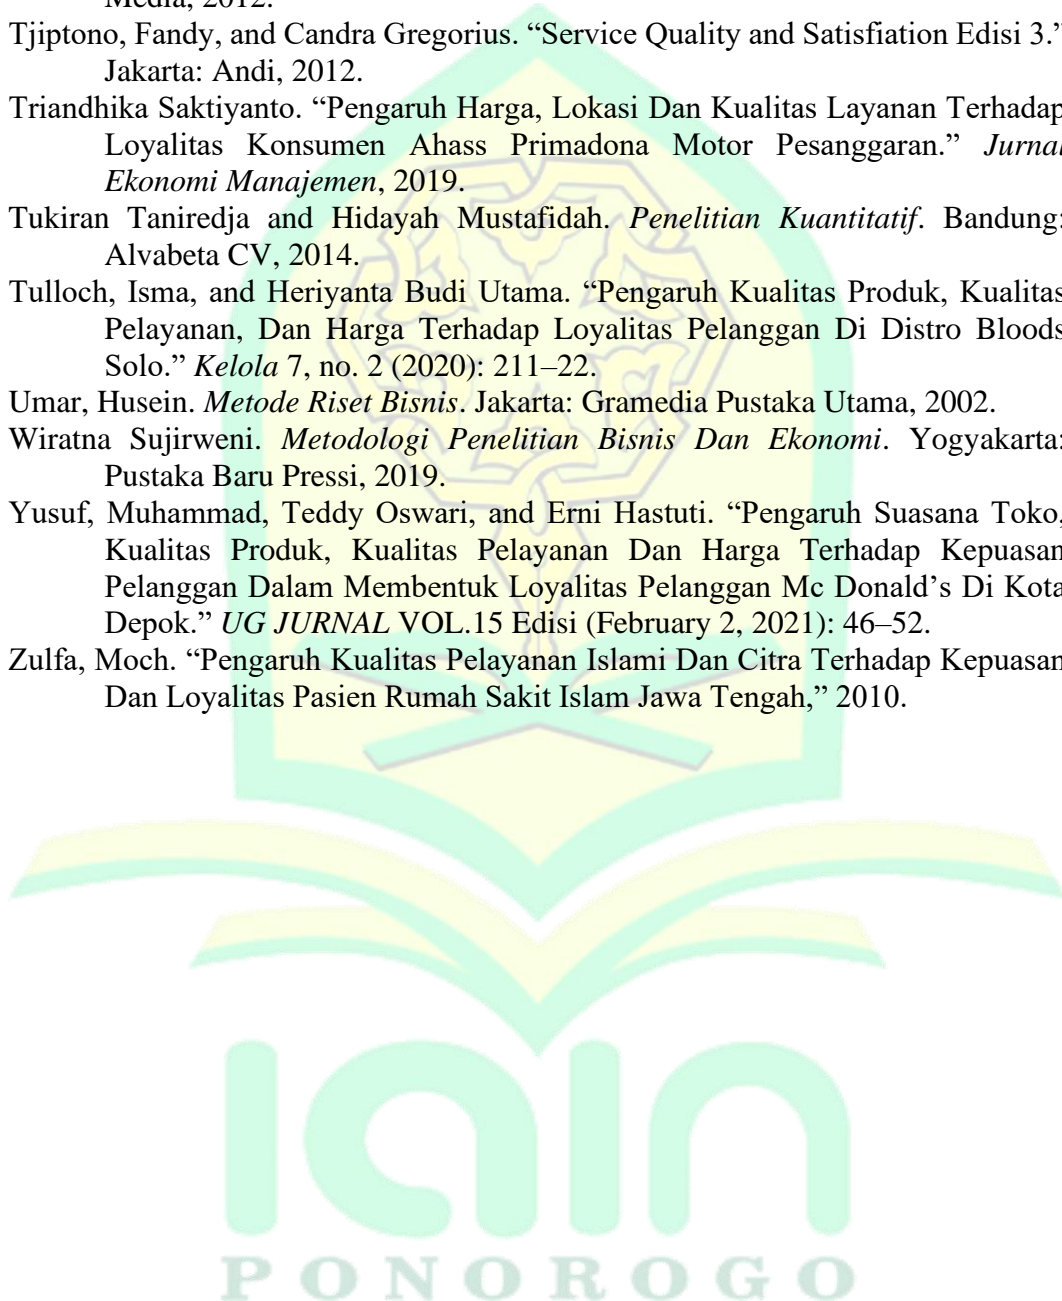 Media, 2012.
Tjiptono, Fandy, and Candra Gregorius. “Service Quality and Satisfiation Edisi 3.”
Jakarta: Andi, 2012.
Triandhika Saktiyanto. “Pengaruh Harga, Lokasi Dan Kualitas Layanan Terhadap
Loyalitas Konsumen Ahass Primadona Motor Pesanggaran.” Jurnal
Ekonomi Manajemen, 2019.
Tukiran Taniredja and Hidayah Mustafidah. Penelitian Kuantitatif. Bandung:
Alvabeta CV, 2014.
Tulloch, Isma, and Heriyanta Budi Utama. “Pengaruh Kualitas Produk, Kualitas
Pelayanan, Dan Harga Terhadap Loyalitas Pelanggan Di Distro Bloods
Solo.” Kelola 7, no. 2 (2020): 211–22.
Umar, Husein. Metode Riset Bisnis. Jakarta: Gramedia Pustaka Utama, 2002.
Wiratna Sujirweni. Metodologi Penelitian Bisnis Dan Ekonomi. Yogyakarta:
Pustaka Baru Pressi, 2019.
Yusuf, Muhammad, Teddy Oswari, and Erni Hastuti. “Pengaruh Suasana Toko,
Kualitas Produk, Kualitas Pelayanan Dan Harga Terhadap Kepuasan
Pelanggan Dalam Membentuk Loyalitas Pelanggan Mc Donald’s Di Kota
Depok.” UG JURNAL VOL.15 Edisi (February 2, 2021): 46–52.
Zulfa, Moch. “Pengaruh Kualitas Pelayanan Islami Dan Citra Terhadap Kepuasan
Dan Loyalitas Pasien Rumah Sakit Islam Jawa Tengah,” 2010.
iain
PONOROGO